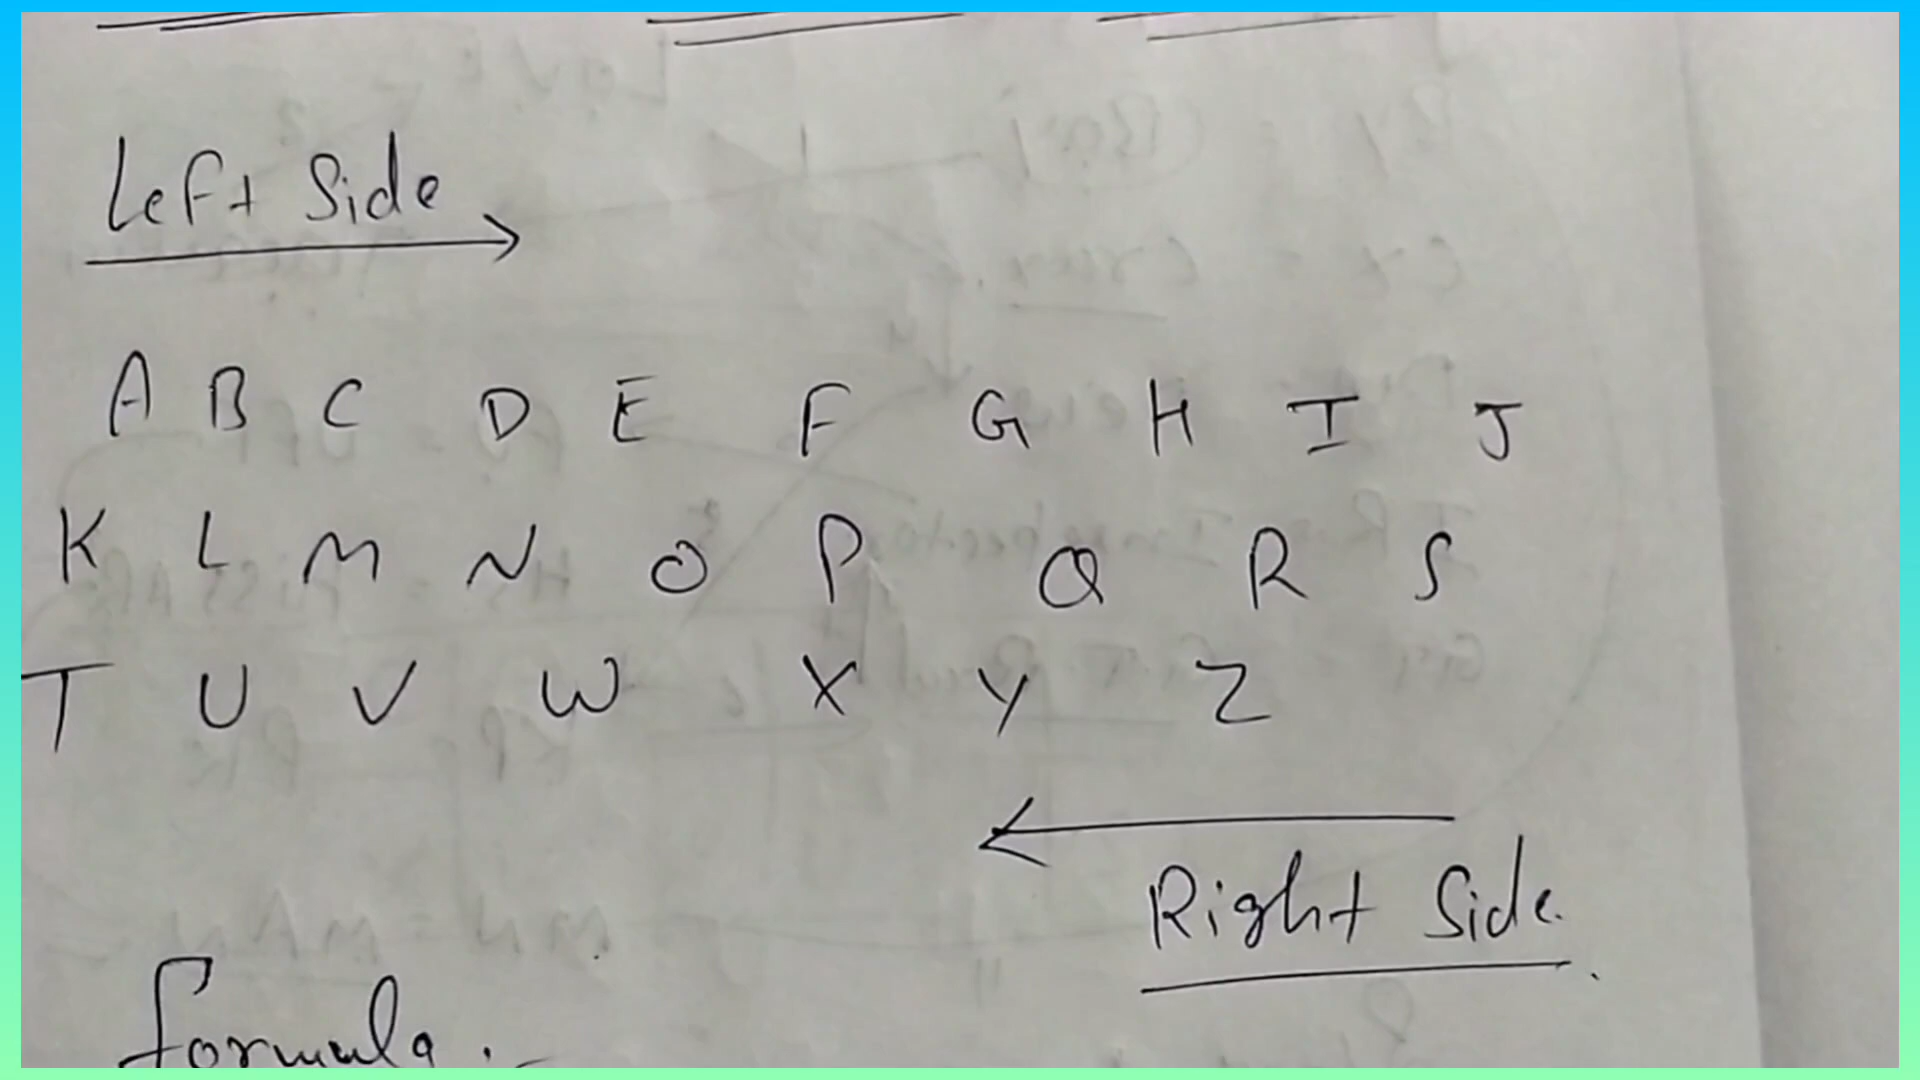 Left Side
A B C D E F G H I J
K L M N O P Q R S
T U V W X Y Z
Right Side.
formula :-